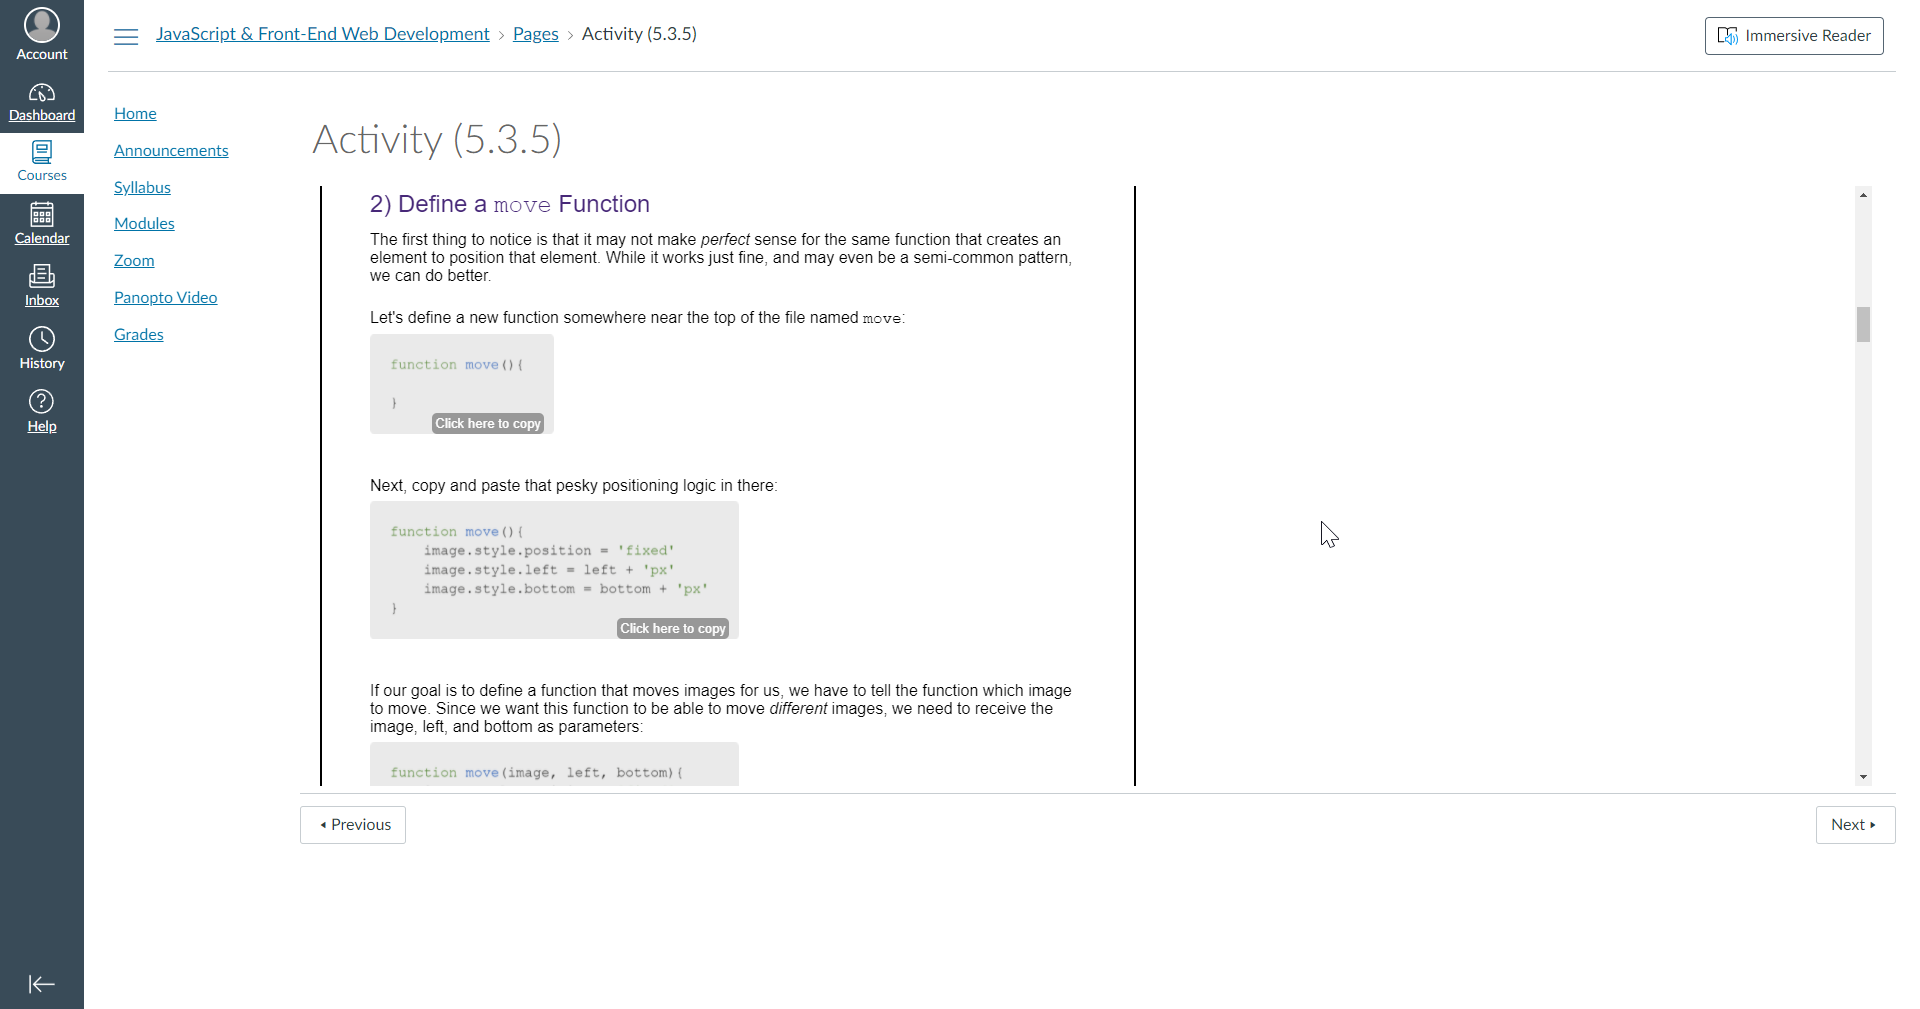 Account
Dashboard
Courses
Calendar
Inbox
History
Help
JavaScript & Front-End Web Development › Pages › Activity (5.3.5)
Immersive Reader
Home
Announcements
Syllabus
Modules
Zoom
Panopto Video
Grades
Activity (5.3.5)
2) Define a move Function
The first thing to notice is that it may not make perfect sense for the same function that creates an
element to position that element. While it works just fine, and may even be a semi-common pattern,
we can do better.
Let's define a new function somewhere near the top of the file named move:
function move(){
}
Click here to copy
Next, copy and paste that pesky positioning logic in there:
function move(){
image.style.position = 'fixed'
image.style.left = left + 'px'
image.style.bottom = bottom + 'px'
}
Click here to copy
If our goal is to define a function that moves images for us, we have to tell the function which image
to move. Since we want this function to be able to move different images, we need to receive the
image, left, and bottom as parameters:
function move(image, left, bottom){
Previous
Next